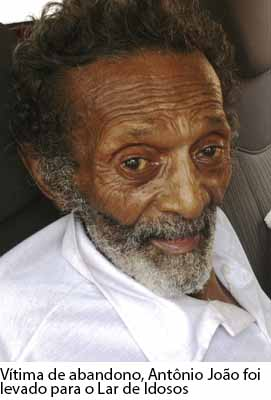 Vítima de abandono, Antônio João foi
levado para o Lar de Idosos